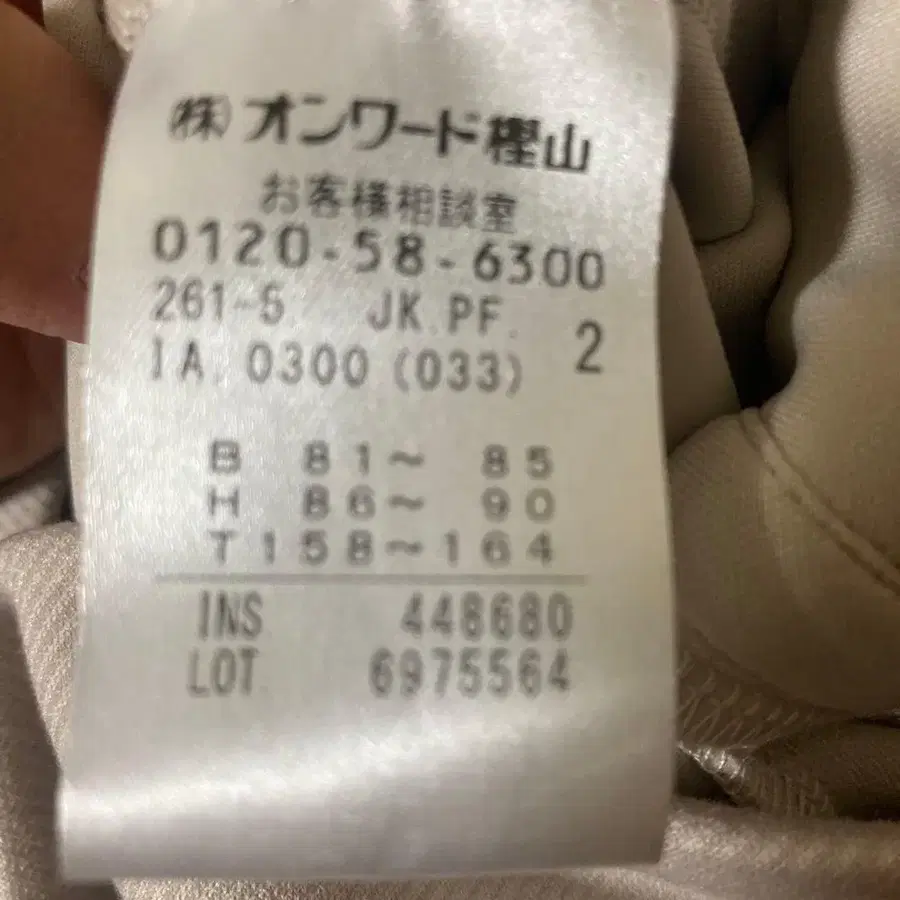 ㈱オンワード樫山
お客様相談室
0120-58-6300
261-5 JK.PF. 2
IA. 0300 (033)
B 81~ 85
H 86~ 90
T158~164
INS 448680
LOT 6975564